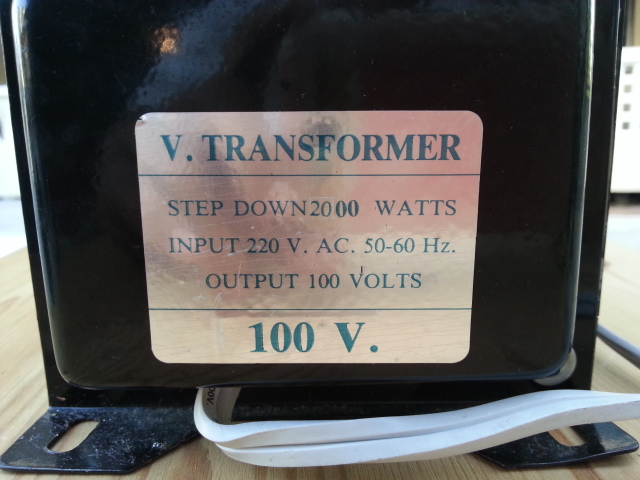 V. TRANSFORMER
STEP DOWN 2000 WATTS
INPUT 220 V. AC. 50-60 Hz.
OUTPUT 100 VOLTS
100 V.